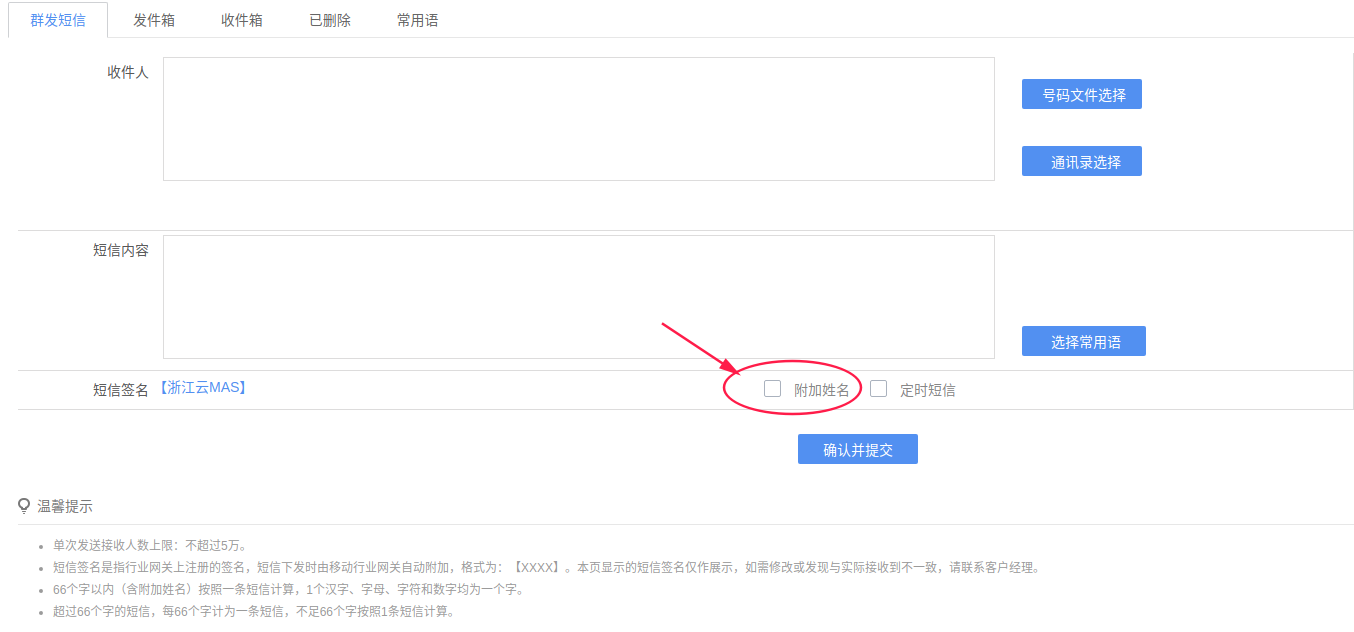 群发短信 发件箱 收件箱 已删除 常用语
收件人
号码文件选择
通讯录选择
短信内容
选择常用语
短信签名 【浙江云MAS】 附加姓名 定时短信
确认并提交
温馨提示
单次发送接收人数上限：不超过5万。
短信签名是指行业网关上注册的签名，短信下发时由移动行业网关自动附加，格式为：【XXXX】。本页显示的短信签名仅作展示，如需修改或发现与实际接收到不一致，请联系客户经理。
66个字以内（含附加姓名）按照一条短信计算，1个汉字、字母、字符和数字均为一个字。
超过66个字的短信，每66个字计为一条短信，不足66个字按照1条短信计算。